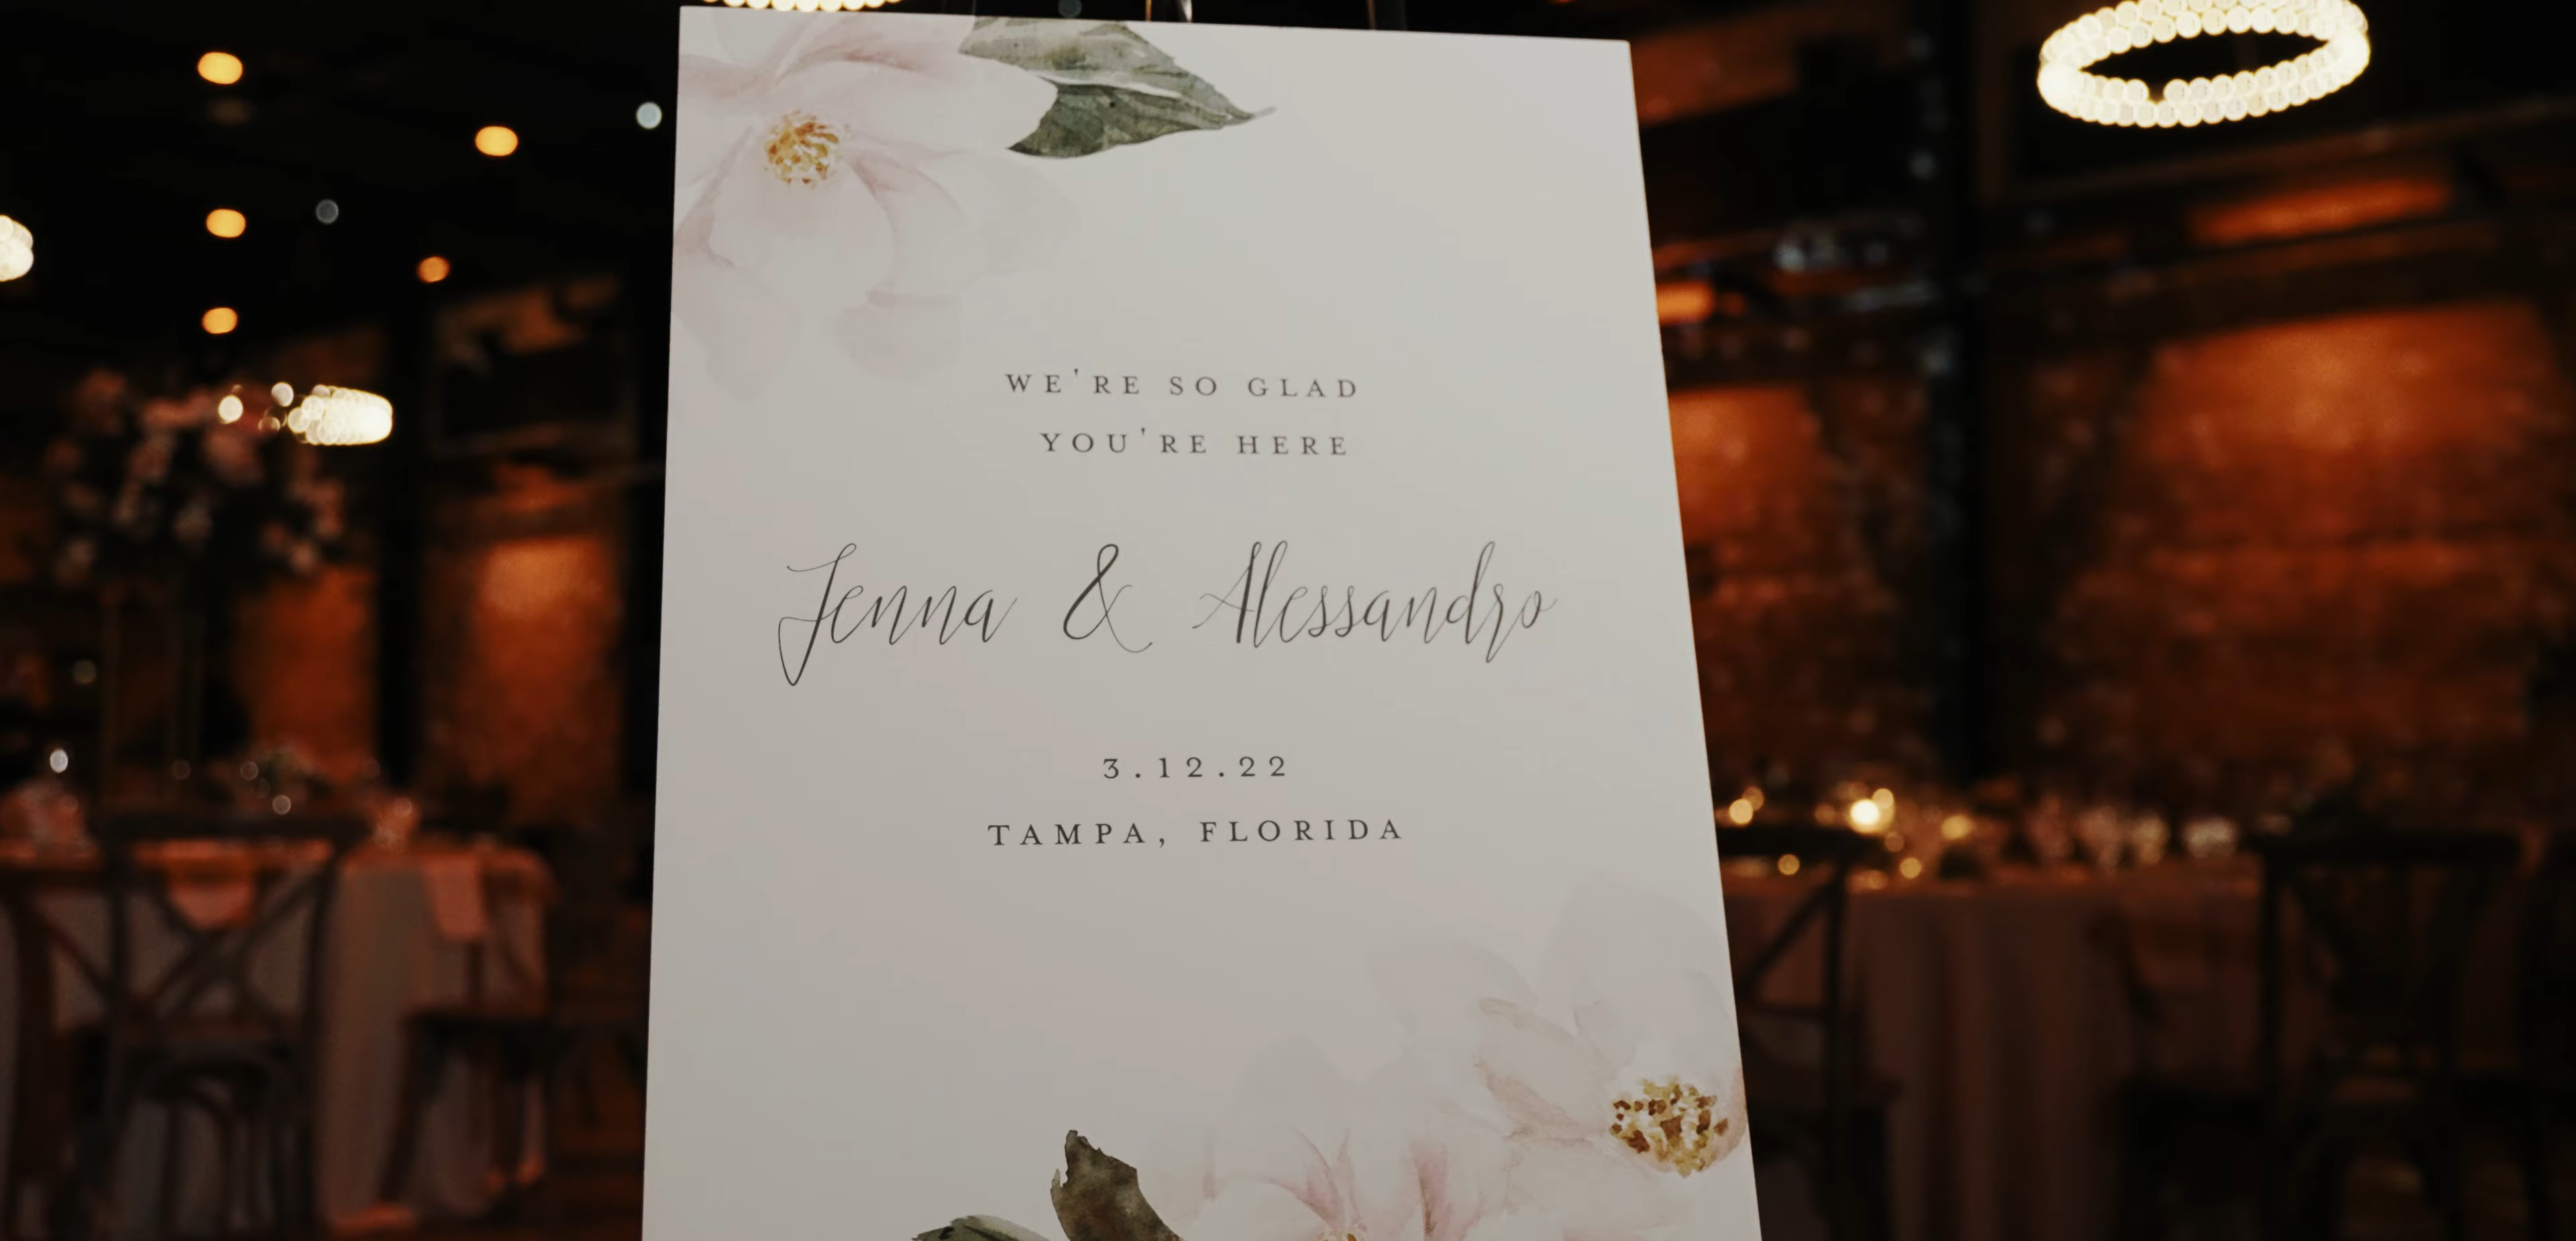 WE'RE SO GLAD
YOU'RE HERE
Jenna & Alessandro
3.12.22
TAMPA, FLORIDA